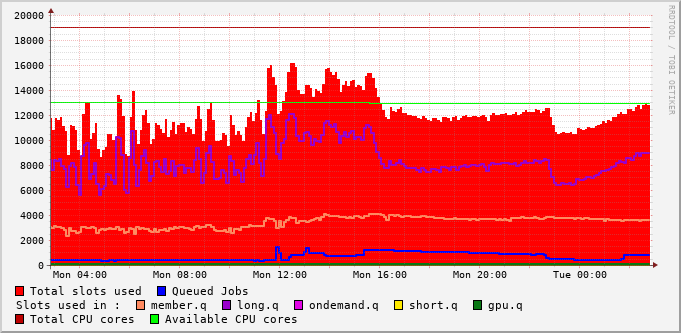 20000
18000
16000
14000
12000
10000
8000
6000
4000
2000
0
Mon 04:00 Mon 08:00 Mon 12:00 Mon 16:00 Mon 20:00 Tue 00:00
RRDTOOL / TOBI OETIKER
Total slots used Queued Jobs
Slots used in : member.q long.q ondemand.q short.q gpu.q
Total CPU cores Available CPU cores